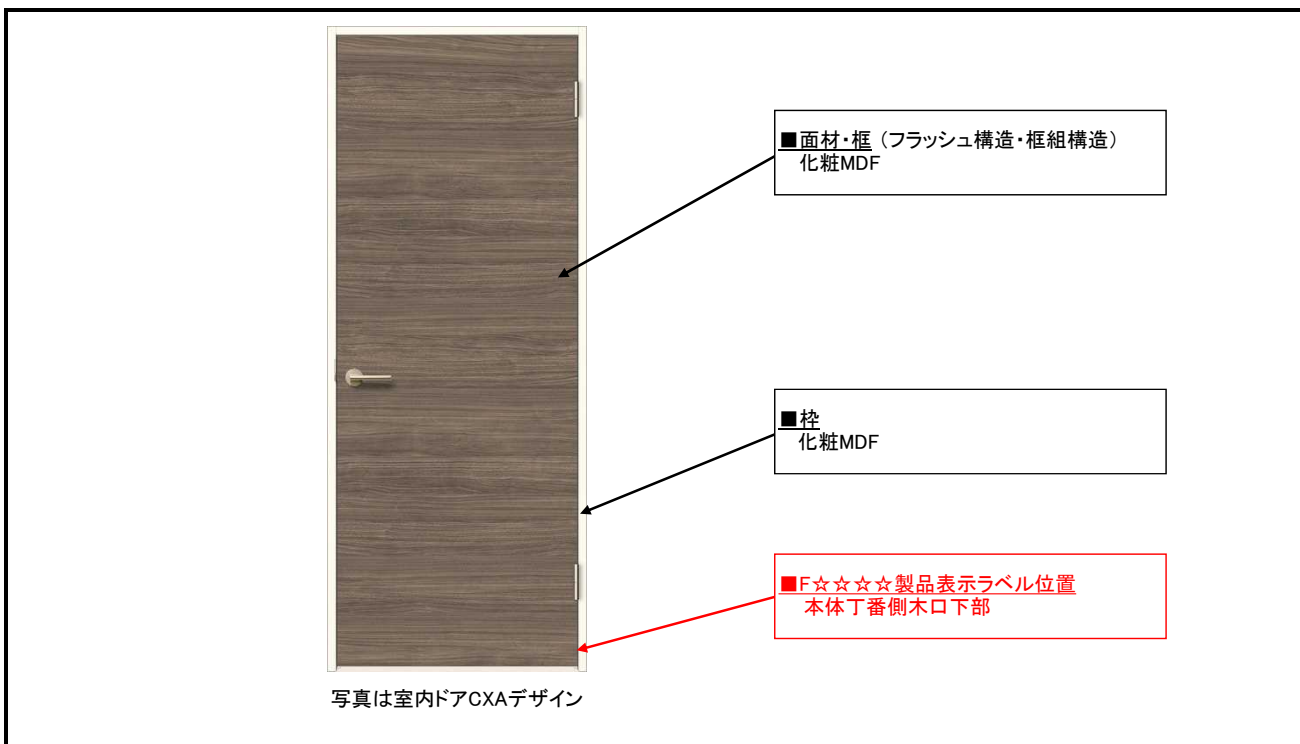 ■面材・框 (フラッシュ構造・框組構造)
化粧MDF
■枠
化粧MDF
■F☆☆☆☆製品表示ラベル位置
本体丁番側木口下部
写真は室内ドアCXAデザイン